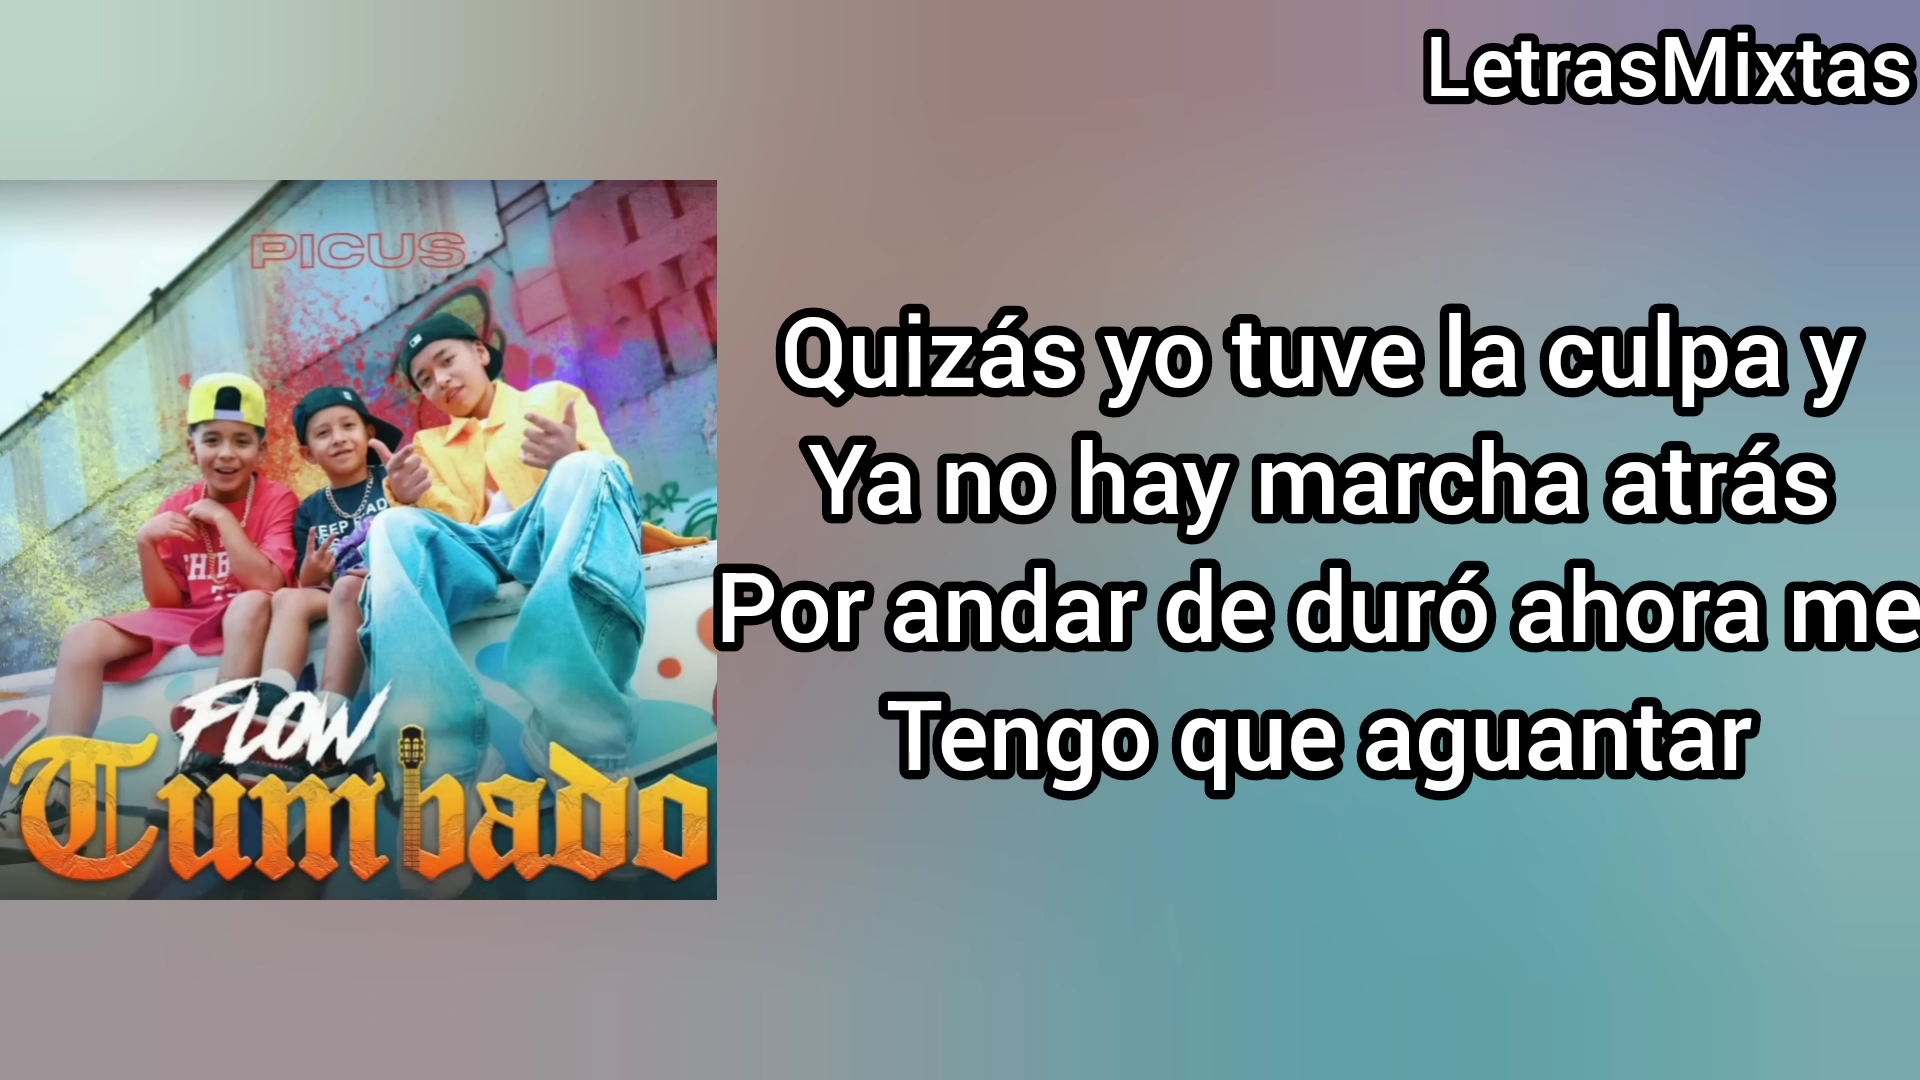 LetrasMixtas
PICUS
Quizás yo tuve la culpa y
Ya no hay marcha atrás
Por andar de duró ahora me
Tengo que aguantar
FLOW
Tumbado